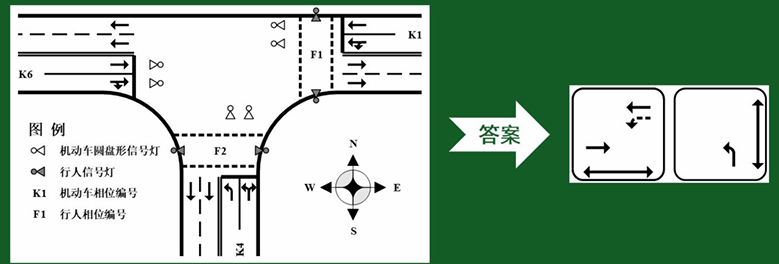 K1
F1
K6
图 例
机动车圆盘形信号灯
F2
行人信号灯
K1 机动车相位编号
F1 行人相位编号
K4
N
W E
S
答案